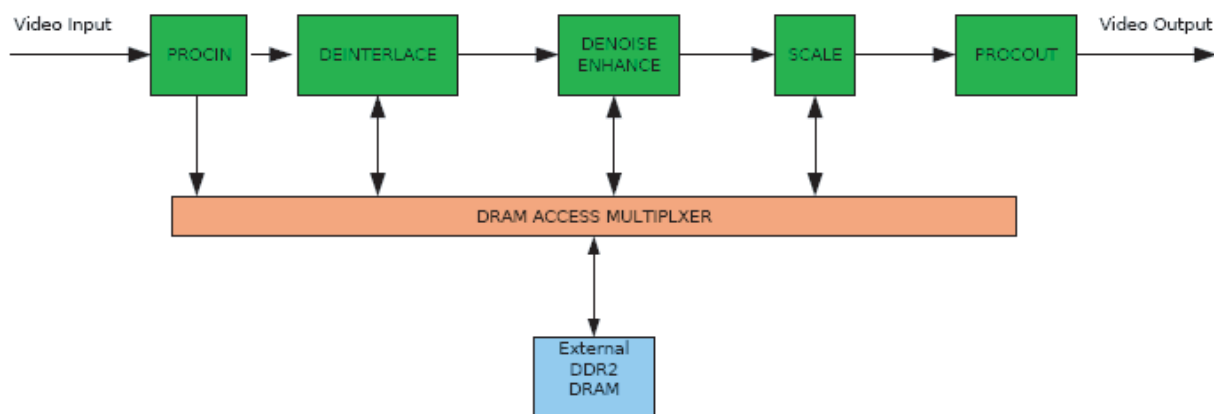 Video Input
Video Output
PROCIN
DEINTERLACE
DENOISE
ENHANCE
SCALE
PROCOUT
DRAM ACCESS MULTIPLXER
External
DDR2
DRAM